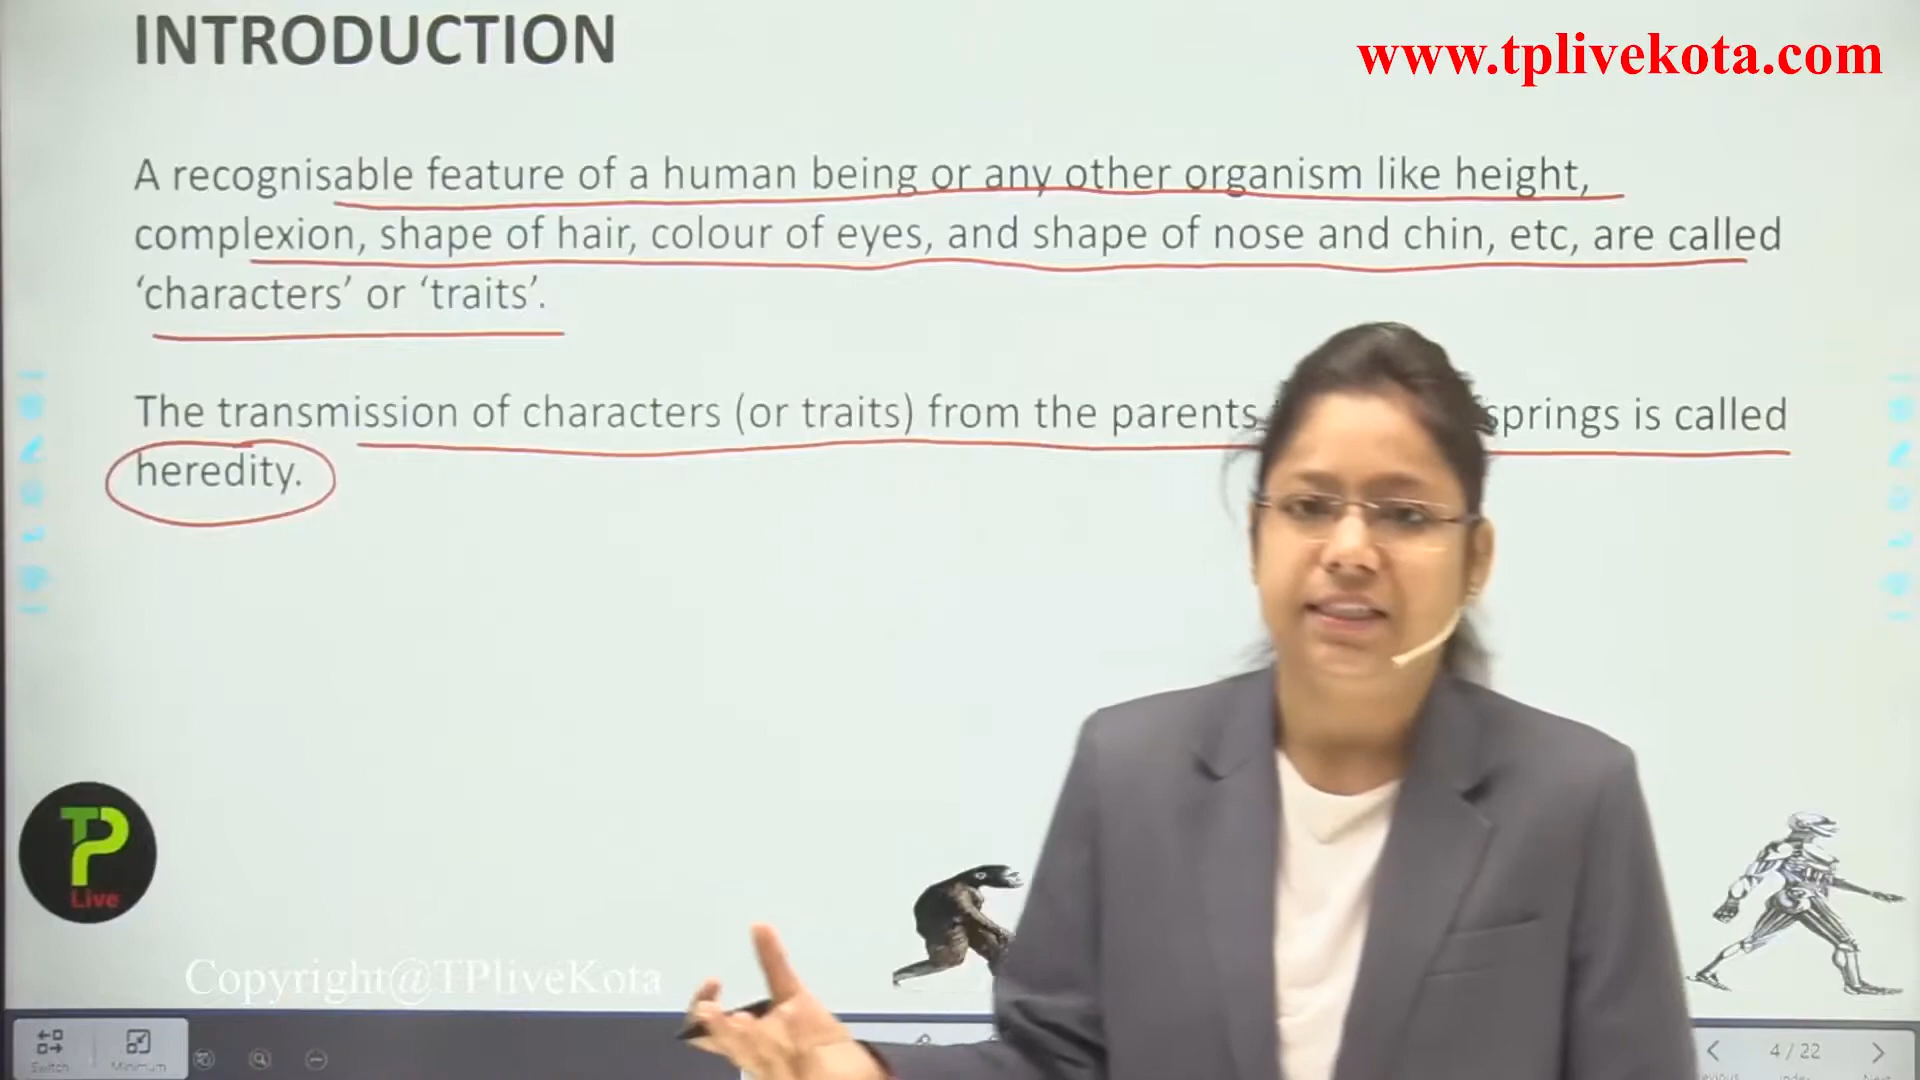 INTRODUCTION
www.tplivekota.com
A recognisable feature of a human being or any other organism like height,
complexion, shape of hair, colour of eyes, and shape of nose and chin, etc, are called
‘characters’ or ‘traits’.
The transmission of characters (or traits) from the parents springs is called
heredity.
TP
Live
Copyright@TPliveKota
Switch
Minimum
4 / 22